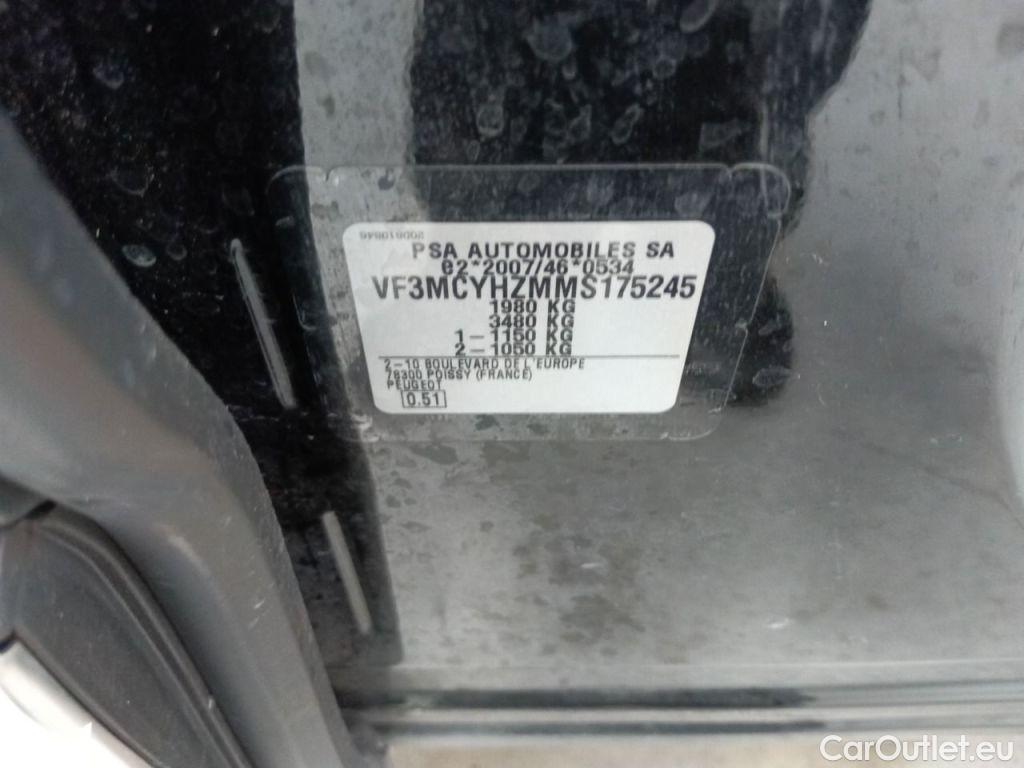 20D610846
PSA AUTOMOBILES SA
e2*2007/46*0534
VF3MCYHZMMS175245
1980 KG
3480 KG
1-1150 KG
2-1050 KG
2-10 BOULEVARD DE L'EUROPE
78300 POISSY (FRANCE)
PEUGEOT
0.51
CarOutlet.eu